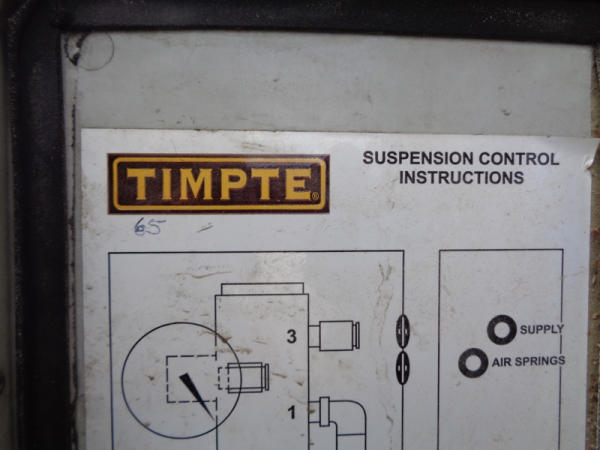 TIMPTE®
SUSPENSION CONTROL
INSTRUCTIONS
65
3
SUPPLY
AIR SPRINGS
1